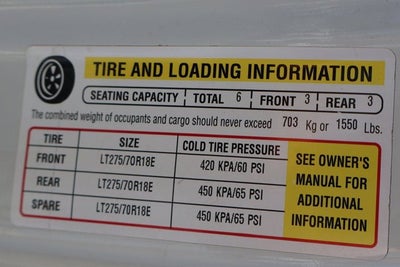 TIRE AND LOADING INFORMATION
SEATING CAPACITY TOTAL 6 FRONT 3 REAR 3
The combined weight of occupants and cargo should never exceed 703 Kg or 1550 Lbs.
TIRE SIZE COLD TIRE PRESSURE
FRONT LT275/70R18E 420 KPA/60 PSI
REAR LT275/70R18E 450 KPA/65 PSI
SPARE LT275/70R18E 450 KPA/65 PSI
SEE OWNER'S
MANUAL FOR
ADDITIONAL
INFORMATION